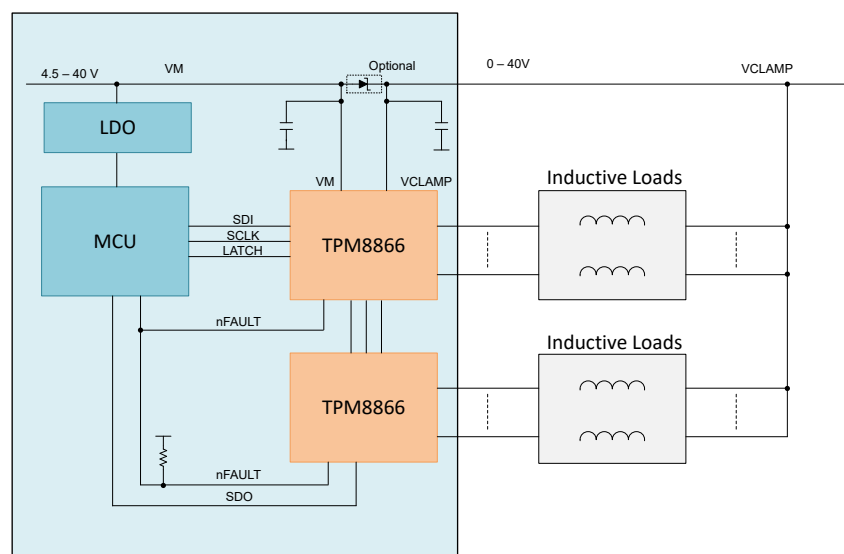 4.5 – 40 V
VM
Optional
0 – 40V
VCLAMP
LDO
VM
VCLAMP
Inductive Loads
MCU
SDI
SCLK
LATCH
TPM8866
nFAULT
Inductive Loads
TPM8866
nFAULT
SDO